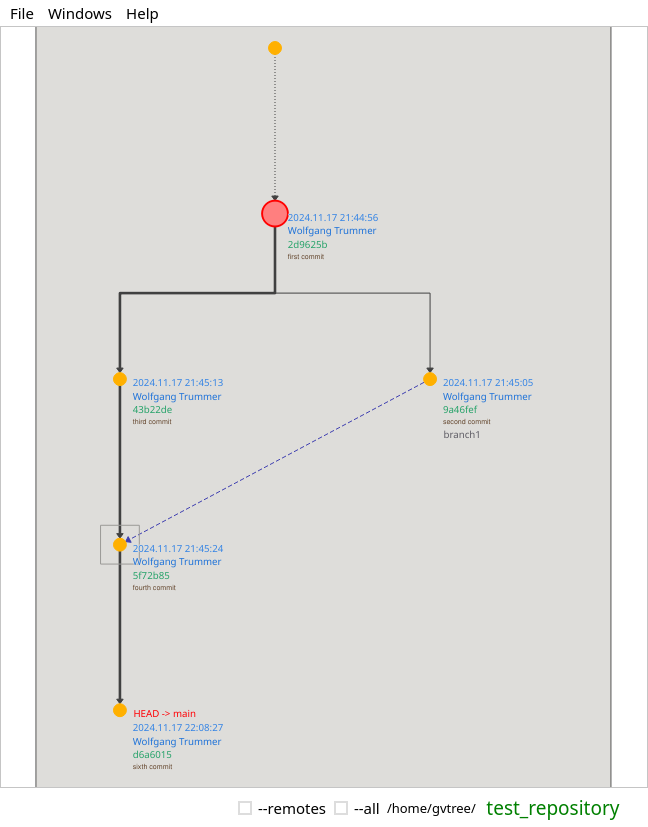 File Windows Help
2024.11.17 21:44:56
Wolfgang Trummer
2d9625b
first commit
2024.11.17 21:45:13
Wolfgang Trummer
43b22de
third commit
2024.11.17 21:45:05
Wolfgang Trummer
9a46fef
second commit
branch1
2024.11.17 21:45:24
Wolfgang Trummer
5f72b85
fourth commit
HEAD -> main
2024.11.17 22:08:27
Wolfgang Trummer
d6a6015
sixth commit
--remotes --all /home/gvtree/ test_repository